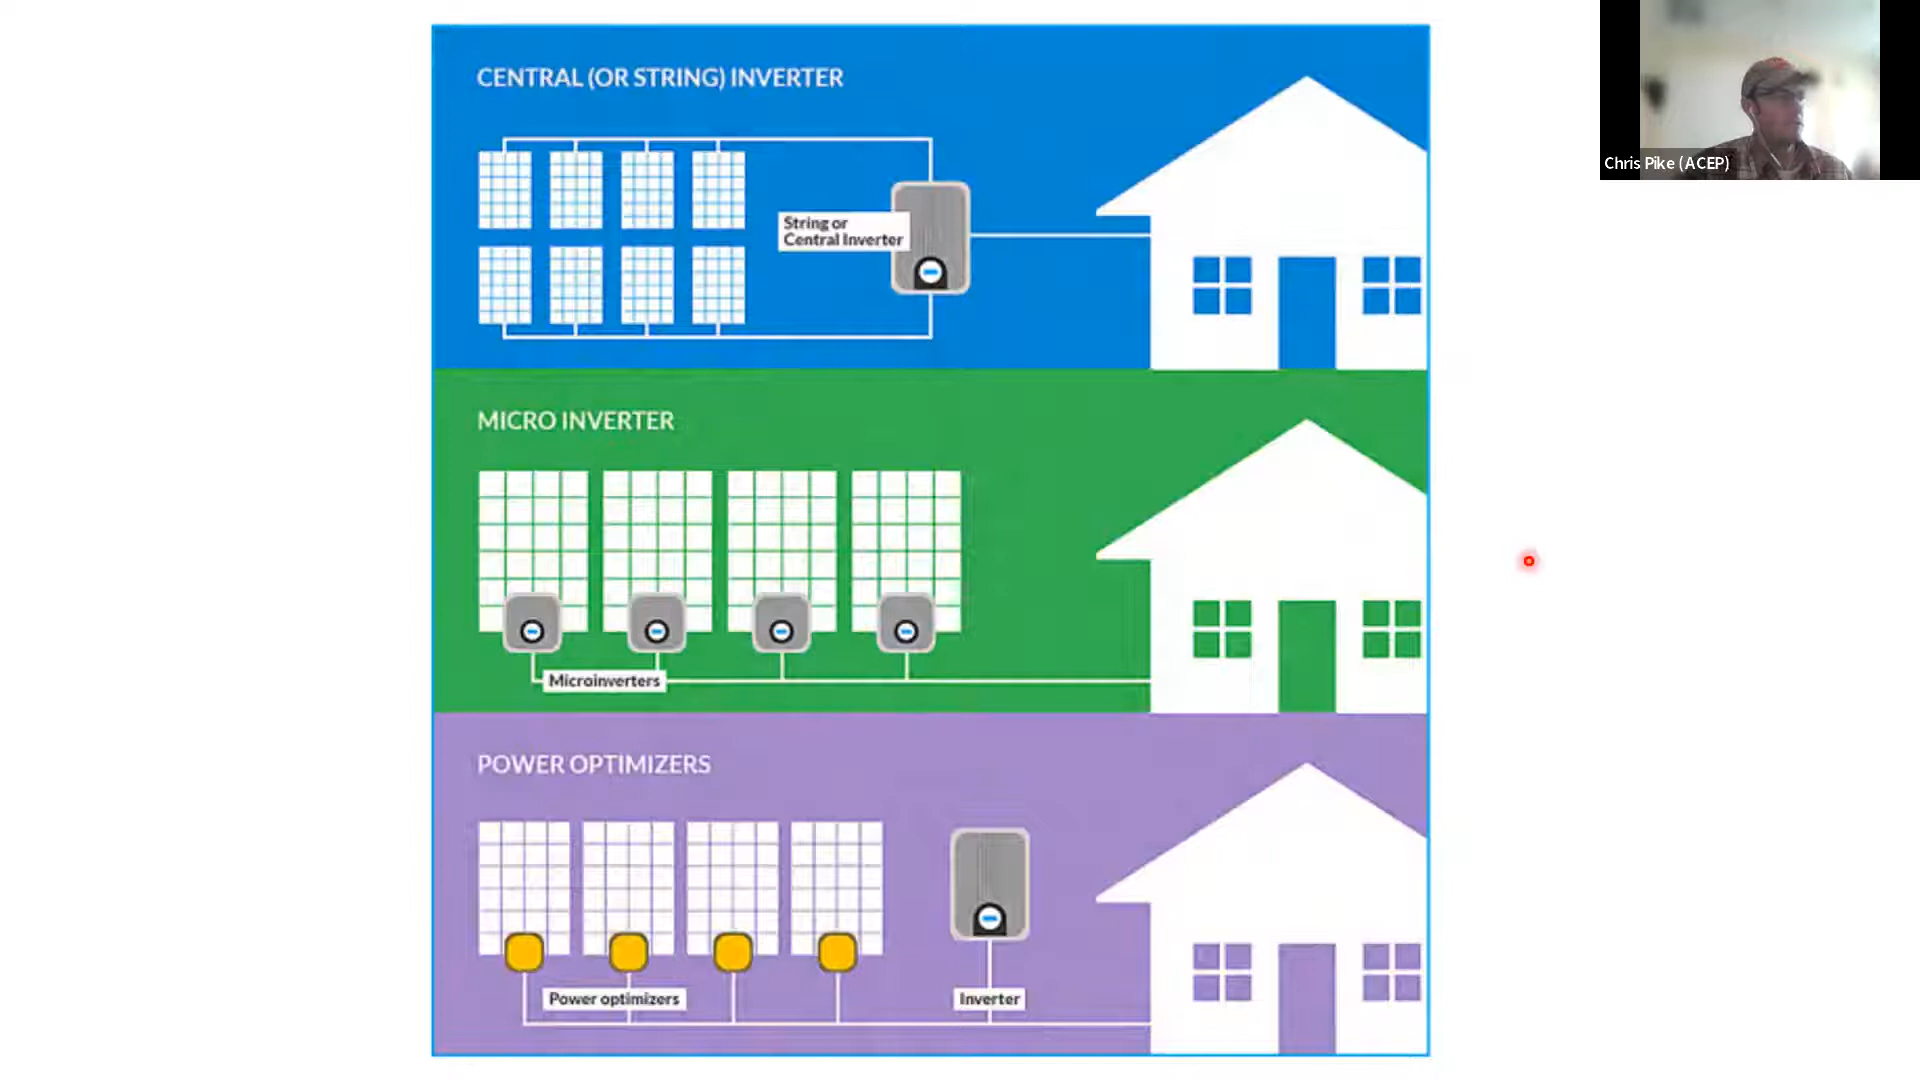 CENTRAL (OR STRING) INVERTER
String or
Central Inverter
MICRO INVERTER
Microinverters
POWER OPTIMIZERS
Power optimizers
Inverter
Chris Pike (ACEP)